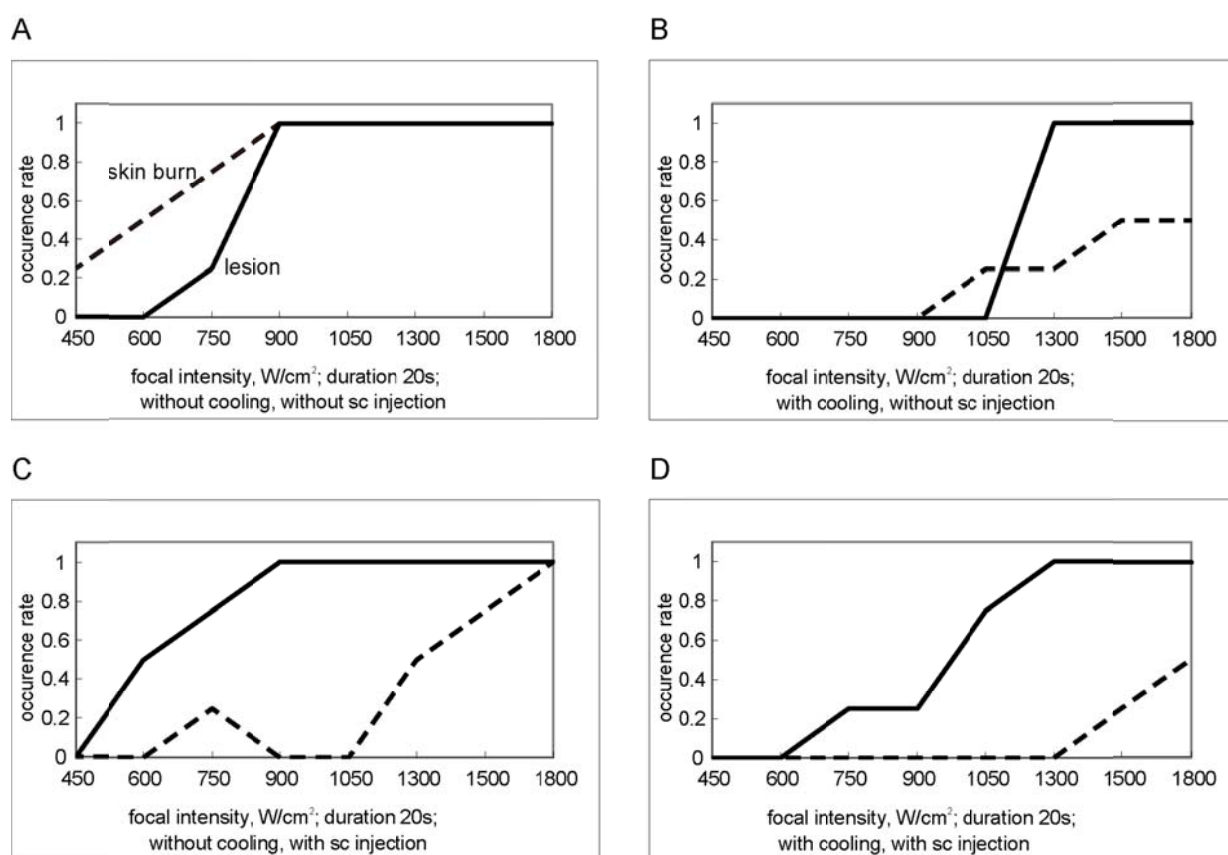 A
occurence rate
1
0.8
0.6
0.4
0.2
0
skin burn
lesion
450 600 750 900 1050 1300 1500 1800
focal intensity, W/cm²; duration 20s;
without cooling, without sc injection
B
occurence rate
1
0.8
0.6
0.4
0.2
0
450 600 750 900 1050 1300 1500 1800
focal intensity, W/cm²; duration 20s;
with cooling, without sc injection
C
occurence rate
1
0.8
0.6
0.4
0.2
0
450 600 750 900 1050 1300 1500 1800
focal intensity, W/cm²; duration 20s;
without cooling, with sc injection
D
occurence rate
1
0.8
0.6
0.4
0.2
0
450 600 750 900 1050 1300 1500 1800
focal intensity, W/cm²; duration 20s;
with cooling, with sc injection